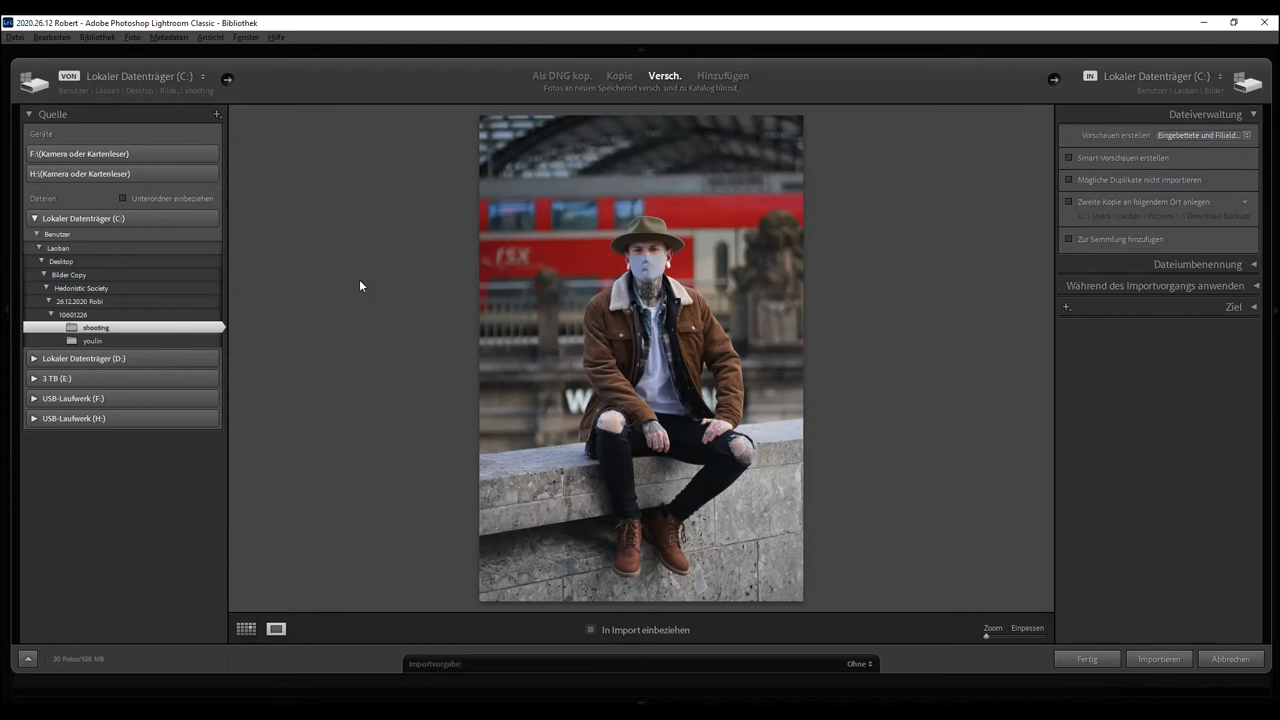 2020.26.12 Robert - Adobe Photoshop Lightroom Classic - Bibliothek
Datei Bearbeiten Bibliothek Foto Metadaten Ansicht Fenster Hilfe
VON Lokaler Datenträger (C:)
Benutzer \ Laoban \ Desktop \ Bilde...\ shooting
Als DNG kop. Kopie Versch. Hinzufügen
Fotos an neuen Speicherort versch. und zu Katalog hinzuf.
IN Lokaler Datenträger (C:)
Benutzer \ Laoban \ Bilder
Quelle
Geräte
F:\(Kamera oder Kartenleser)
H:\(Kamera oder Kartenleser)
Dateien Unterordner einbeziehen
Lokaler Datenträger (C:)
Benutzer
Laoban
Desktop
Bilder Copy
Hedonistic Society
26.12.2020 Robi
10601226
shooting
youlin
Lokaler Datenträger (D:)
3 TB (E:)
USB-Laufwerk (F:)
USB-Laufwerk (H:)
Dateiverwaltung
Vorschauen erstellen Eingebettete und Filiald...
Smart-Vorschauen erstellen
Mögliche Duplikate nicht importieren
Zweite Kopie an folgendem Ort anlegen:
C:\ Users \ Laoban \ Pictures \...\ Download-Backups
Zur Sammlung hinzufügen
Dateiumbenennung
Während des Importvorgangs anwenden
Ziel
In Import einbeziehen
Zoom Einpassen
30 Fotos/536 MB
Importvorgabe: Ohne
Fertig Importieren Abbrechen